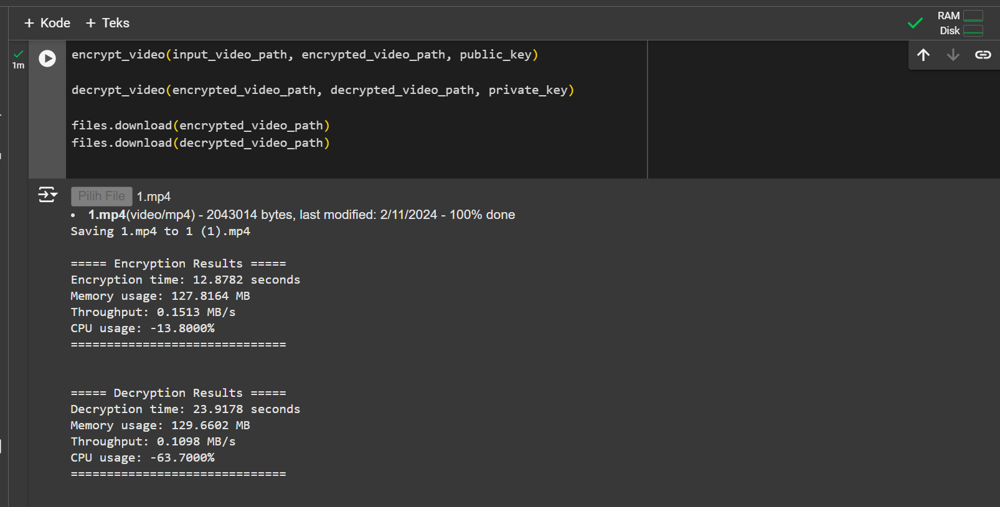 + Kode + Teks
RAM
Disk
1m
encrypt_video(input_video_path, encrypted_video_path, public_key)
decrypt_video(encrypted_video_path, decrypted_video_path, private_key)
files.download(encrypted_video_path)
files.download(decrypted_video_path)
Pilih File 1.mp4
• 1.mp4(video/mp4) - 2043014 bytes, last modified: 2/11/2024 - 100% done
Saving 1.mp4 to 1 (1).mp4
===== Encryption Results =====
Encryption time: 12.8782 seconds
Memory usage: 127.8164 MB
Throughput: 0.1513 MB/s
CPU usage: -13.8000%
==============================
===== Decryption Results =====
Decryption time: 23.9178 seconds
Memory usage: 129.6602 MB
Throughput: 0.1098 MB/s
CPU usage: -63.7000%
==============================